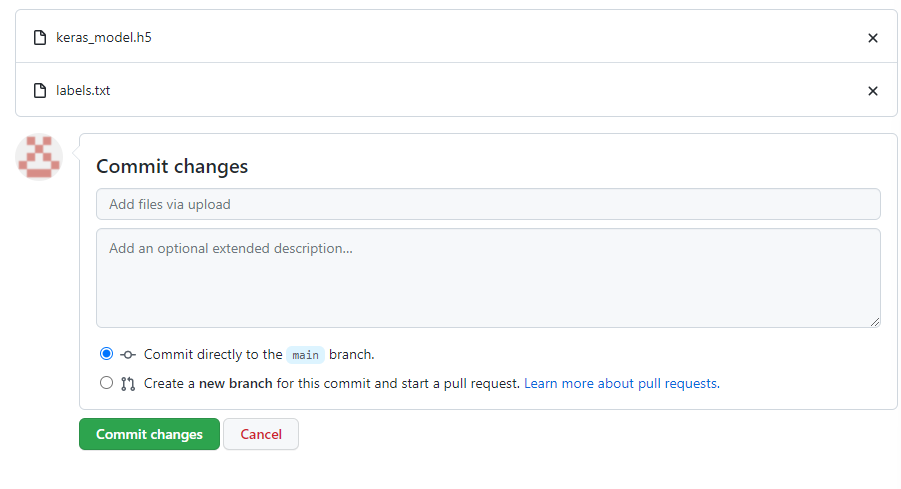 keras_model.h5
labels.txt
Commit changes
Add files via upload
Add an optional extended description...
Commit directly to the main branch.
Create a new branch for this commit and start a pull request. Learn more about pull requests.
Commit changes Cancel